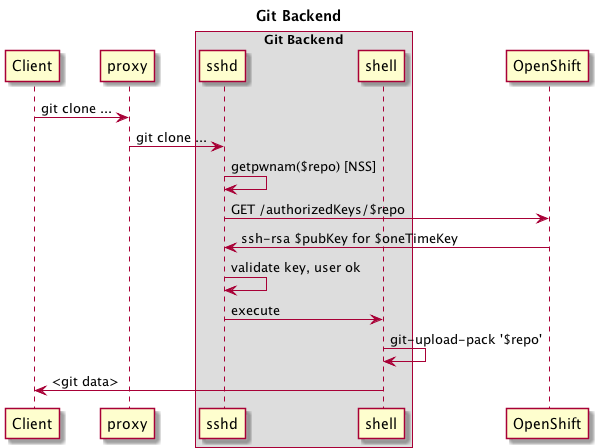 Git Backend
Git Backend
Client proxy sshd shell OpenShift
git clone ...
git clone ...
getpwnam($repo) [NSS]
GET /authorizedKeys/$repo
ssh-rsa $pubKey for $oneTimeKey
validate key, user ok
execute
git-upload-pack '$repo'
<git data>
Client proxy sshd shell OpenShift